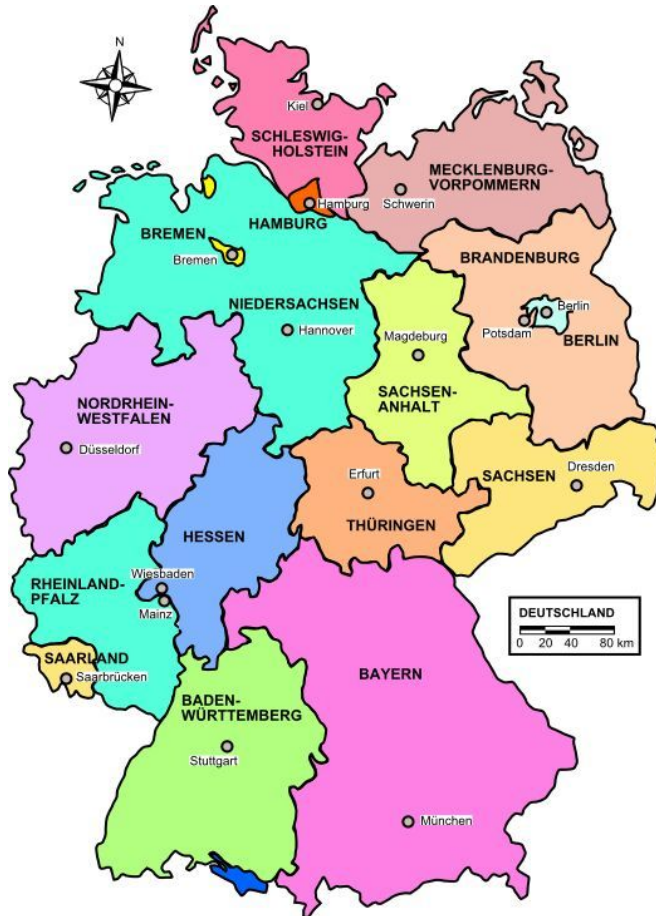 N
Kiel
SCHLESWIG-
HOLSTEIN
MECKLENBURG-
VORPOMMERN
Schwerin
Hamburg
HAMBURG
BREMEN
Bremen
BRANDENBURG
NIEDERSACHSEN
Hannover
Berlin
Potsdam
BERLIN
Magdeburg
SACHSEN-
ANHALT
NORDRHEIN-
WESTFALEN
Düsseldorf
SACHSEN
Dresden
Erfurt
THÜRINGEN
HESSEN
Wiesbaden
Mainz
RHEINLAND-
PFALZ
DEUTSCHLAND
0 20 40 80 km
SAARLAND
Saarbrücken
BAYERN
BADEN-
WÜRTTEMBERG
Stuttgart
München